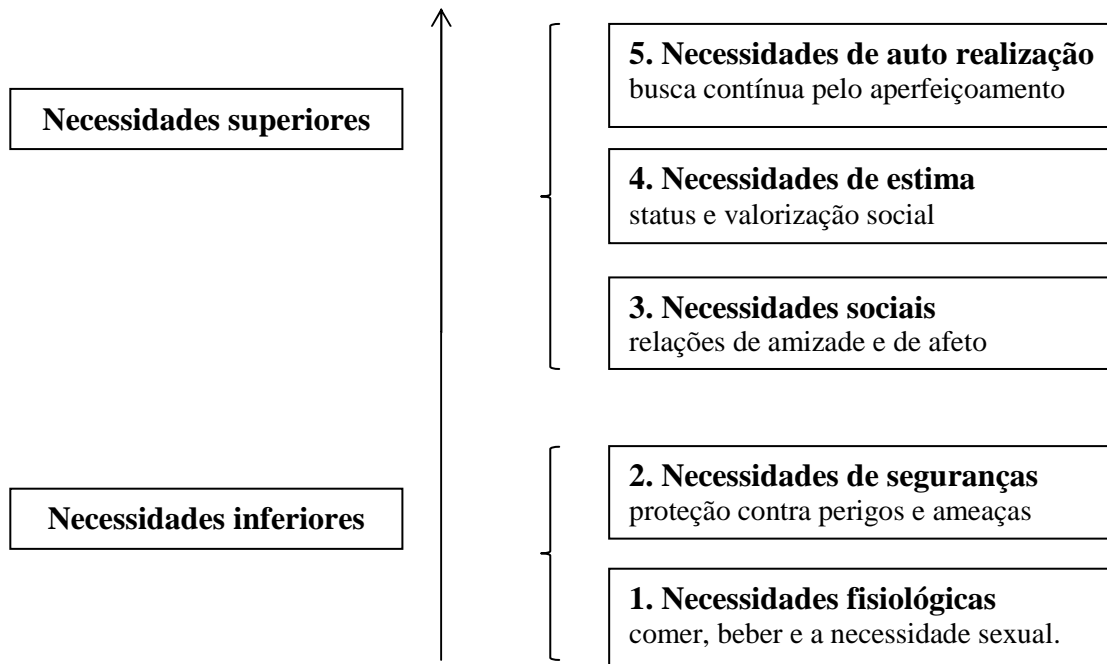 5. Necessidades de auto realização
busca contínua pelo aperfeiçoamento
Necessidades superiores
4. Necessidades de estima
status e valorização social
3. Necessidades sociais
relações de amizade e de afeto
2. Necessidades de seguranças
proteção contra perigos e ameaças
Necessidades inferiores
1. Necessidades fisiológicas
comer, beber e a necessidade sexual.